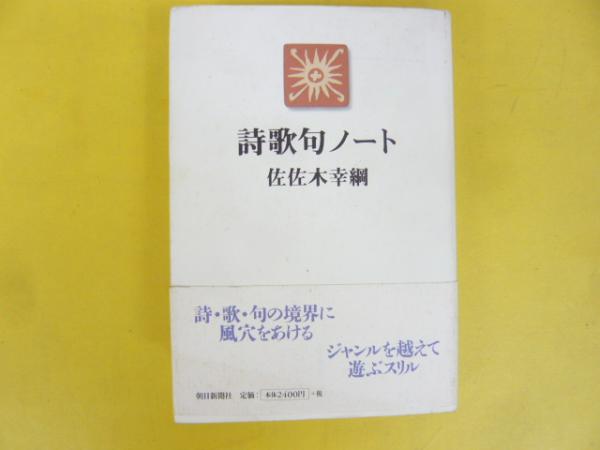 詩歌句ノート
佐佐木幸綱
詩・歌・句の境界に
風穴をあける
ジャンルを越えて
遊ぶスリル
朝日新聞社 定価:本体2400円+税